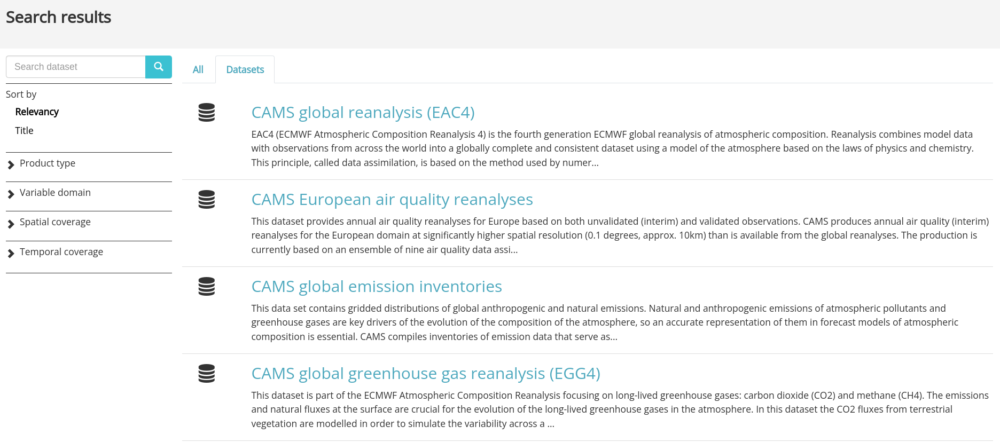 Search results
Search dataset
Sort by
Relevancy
Title
Product type
Variable domain
Spatial coverage
Temporal coverage
All
Datasets
CAMS global reanalysis (EAC4)
EAC4 (ECMWF Atmospheric Composition Reanalysis 4) is the fourth generation ECMWF global reanalysis of atmospheric composition. Reanalysis combines model data
with observations from across the world into a globally complete and consistent dataset using a model of the atmosphere based on the laws of physics and chemistry.
This principle, called data assimilation, is based on the method used by numer...
CAMS European air quality reanalyses
This dataset provides annual air quality reanalyses for Europe based on both unvalidated (interim) and validated observations. CAMS produces annual air quality (interim)
reanalyses for the European domain at significantly higher spatial resolution (0.1 degrees, approx. 10km) than is available from the global reanalyses. The production is
currently based on an ensemble of nine air quality data assi...
CAMS global emission inventories
This data set contains gridded distributions of global anthropogenic and natural emissions. Natural and anthropogenic emissions of atmospheric pollutants and
greenhouse gases are key drivers of the evolution of the composition of the atmosphere, so an accurate representation of them in forecast models of atmospheric
composition is essential. CAMS compiles inventories of emission data that serve as...
CAMS global greenhouse gas reanalysis (EGG4)
This dataset is part of the ECMWF Atmospheric Composition Reanalysis focusing on long-lived greenhouse gases: carbon dioxide (CO2) and methane (CH4). The emissions
and natural fluxes at the surface are crucial for the evolution of the long-lived greenhouse gases in the atmosphere. In this dataset the CO2 fluxes from terrestrial
vegetation are modelled in order to simulate the variability across a ...